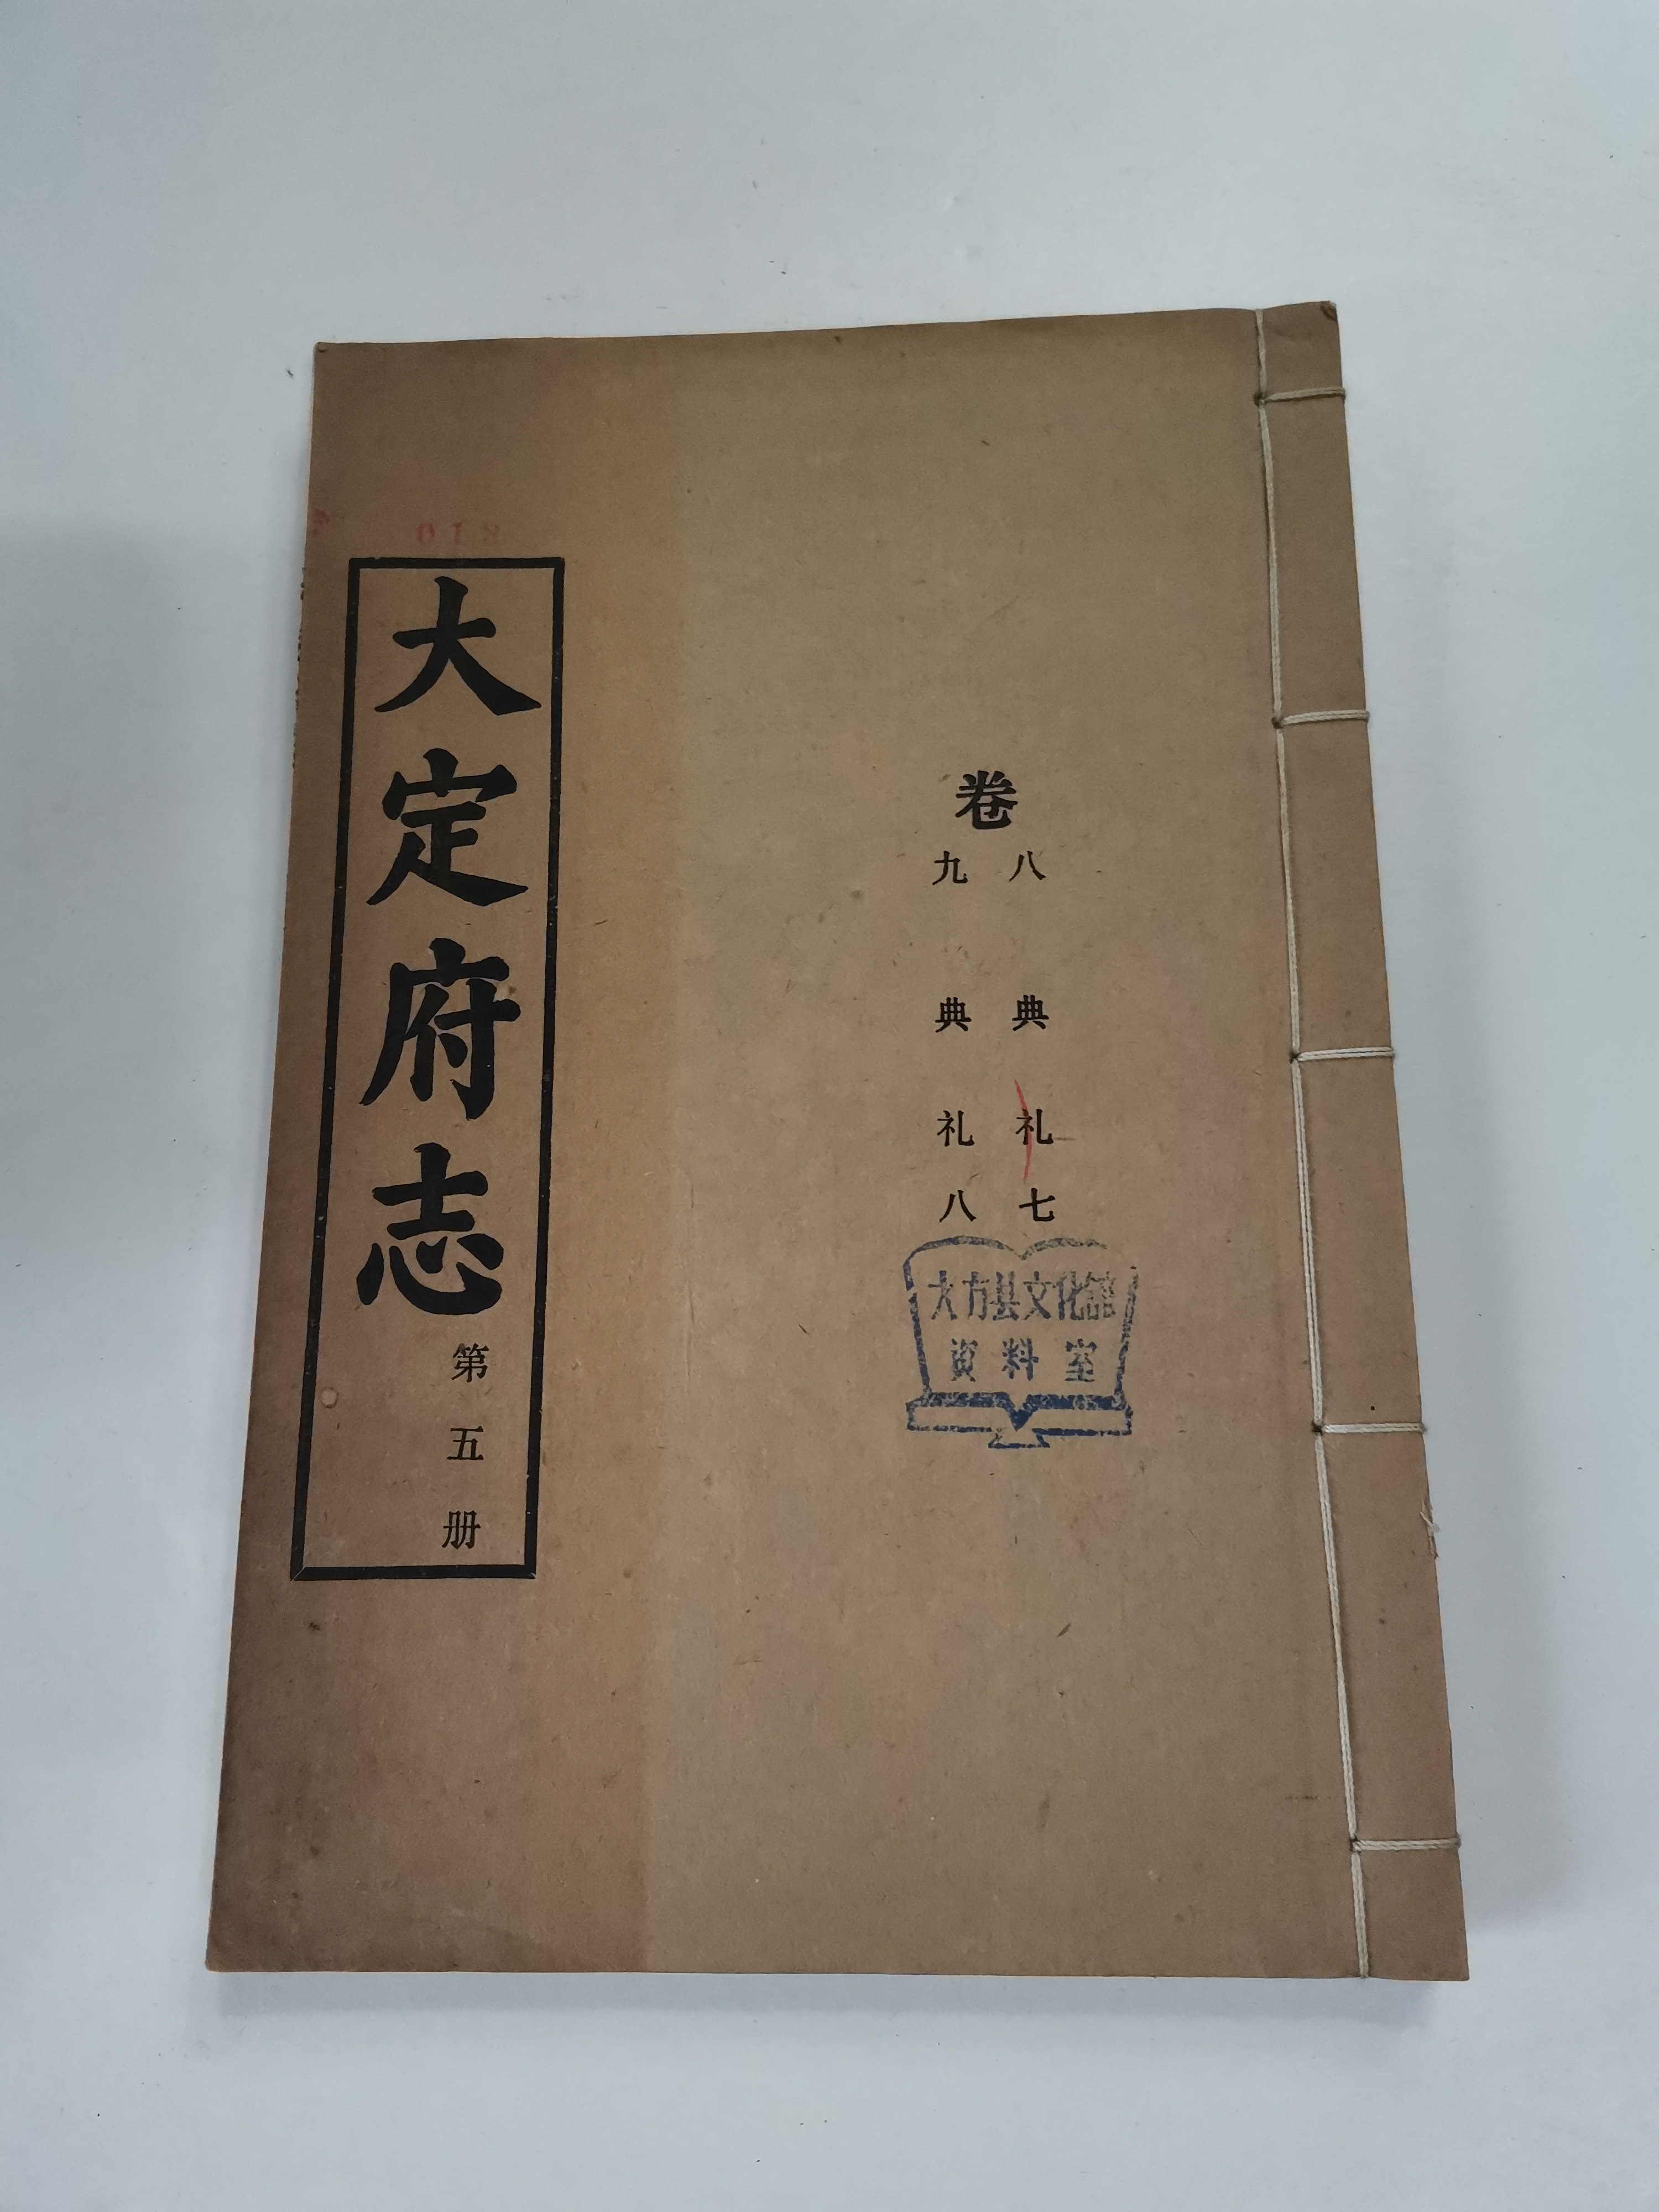 卷
八 典礼七
九 典礼八
大方县文化馆
资料室
012
大定府志
第五册